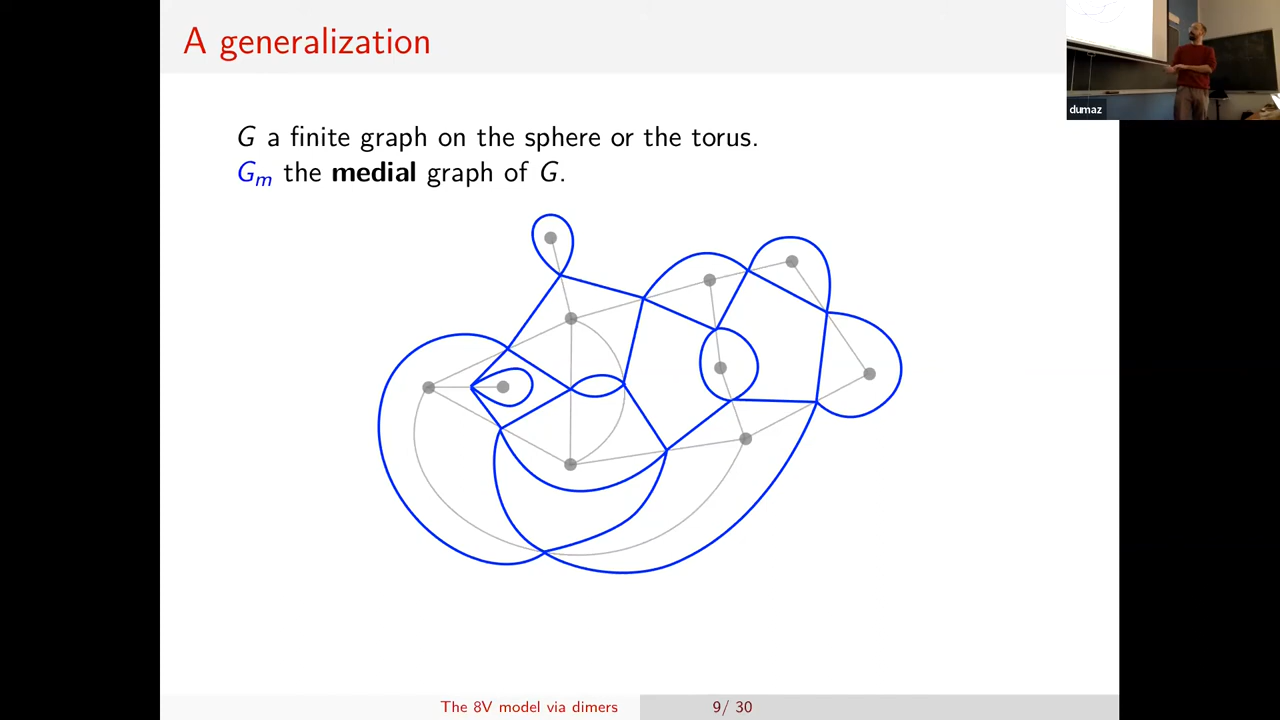 A generalization
dumaz
G a finite graph on the sphere or the torus.
Gₘ the medial graph of G.
The 8V model via dimers
9/ 30